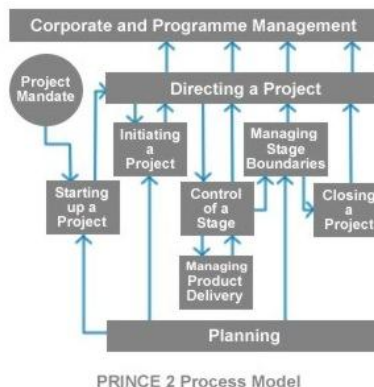 Corporate and Programme Management
Project
Mandate
Directing a Project
Initiating
a
Project
Managing
Stage
Boundaries
Starting
up a
Project
Control
of a
Stage
Closing
a
Project
Managing
Product
Delivery
Planning
PRINCE 2 Process Model